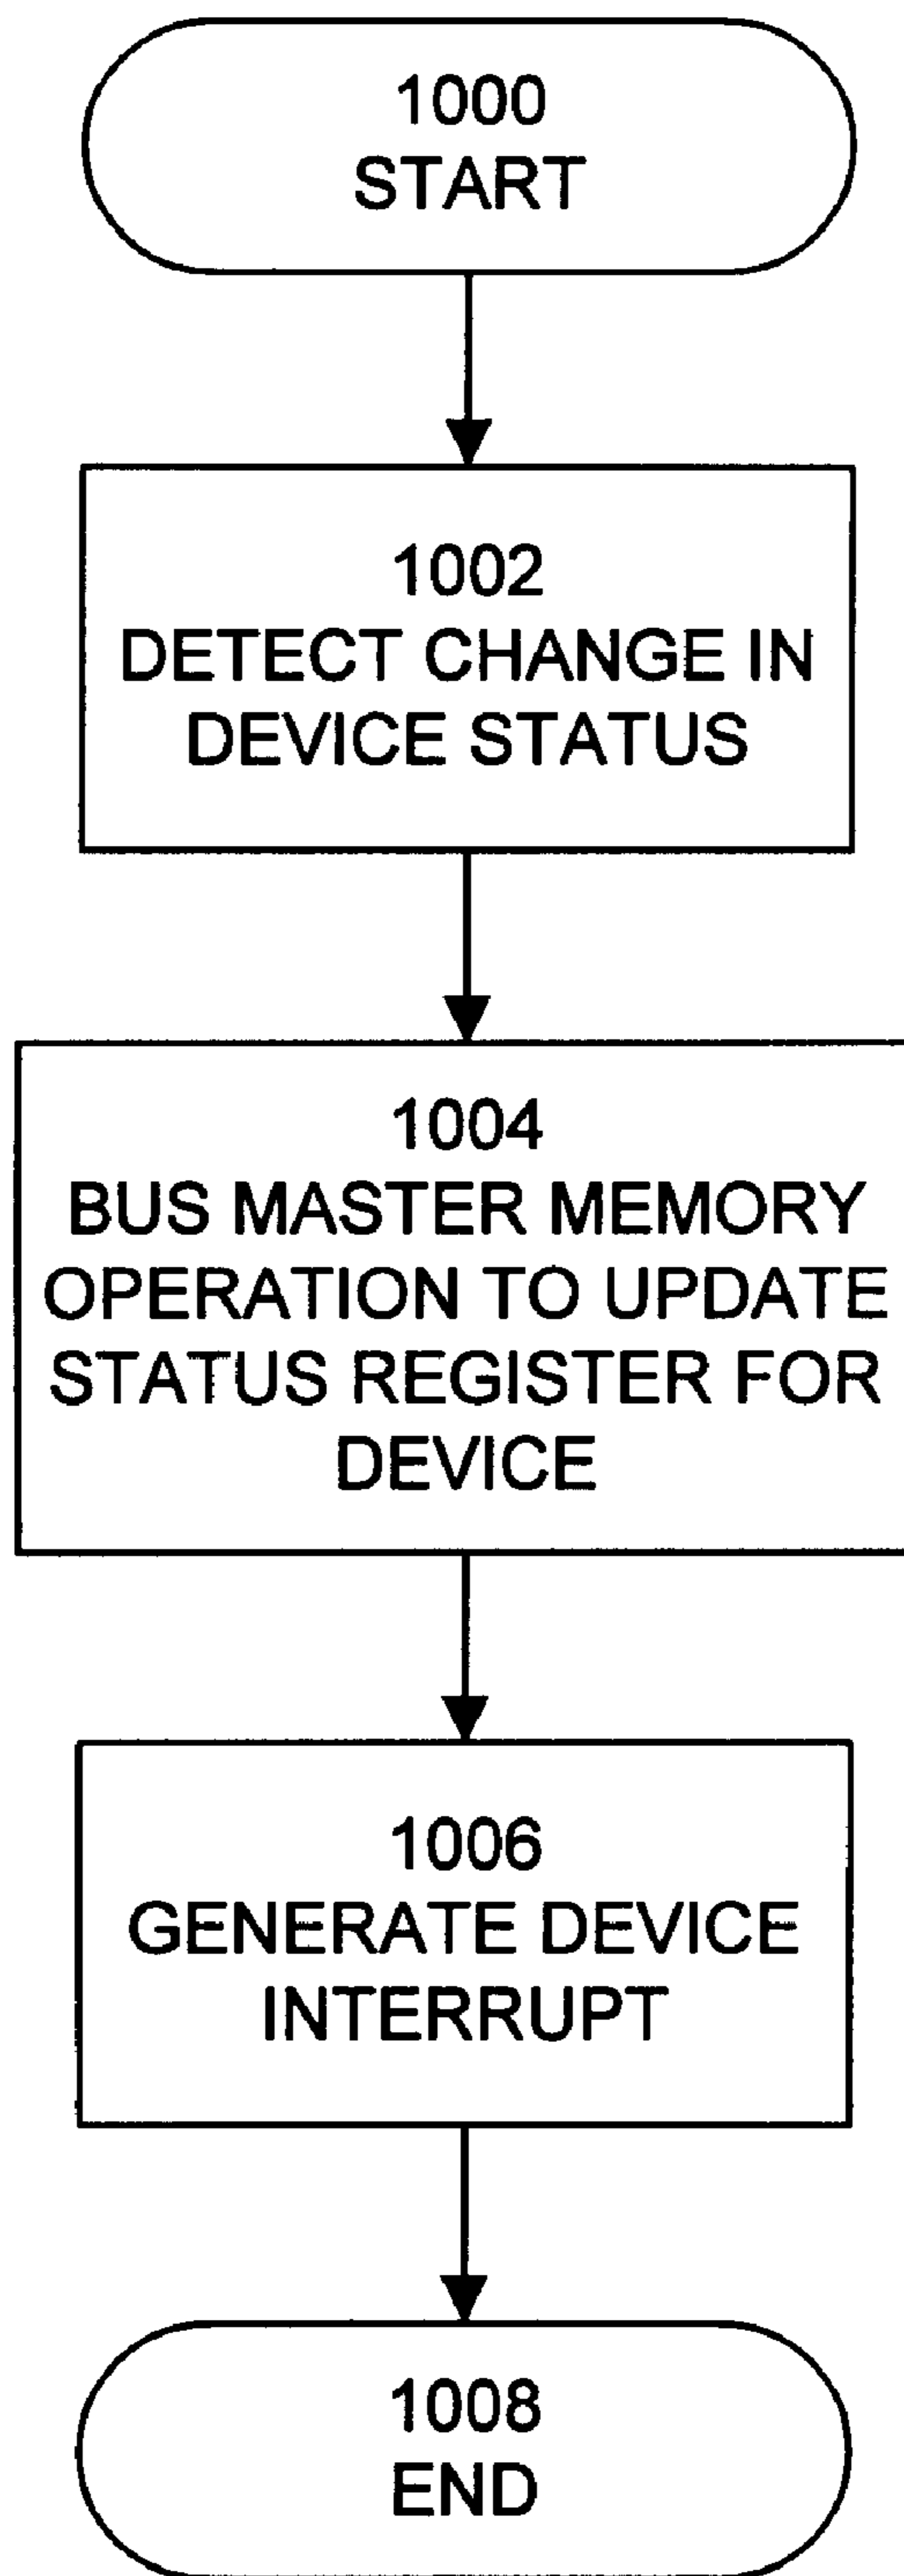 1000
START
1002
DETECT CHANGE IN
DEVICE STATUS
1004
BUS MASTER MEMORY
OPERATION TO UPDATE
STATUS REGISTER FOR
DEVICE
1006
GENERATE DEVICE
INTERRUPT
1008
END